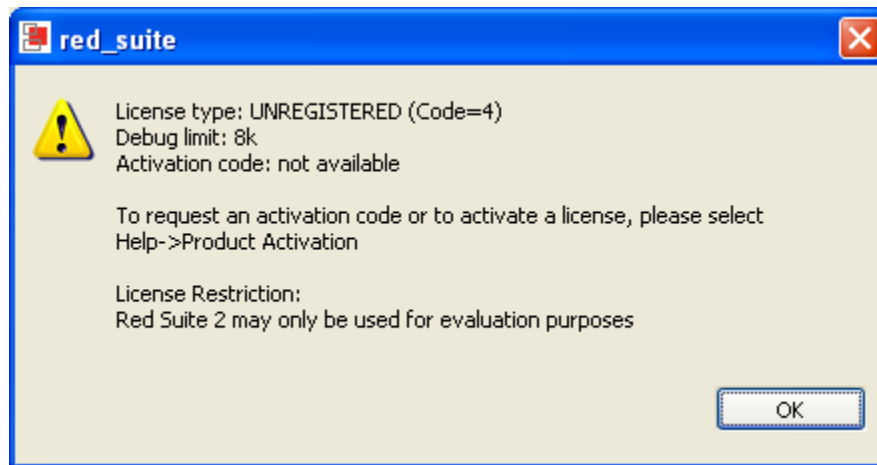 red_suite
License type: UNREGISTERED (Code=4)
Debug limit: 8k
Activation code: not available
To request an activation code or to activate a license, please select
Help->Product Activation
License Restriction:
Red Suite 2 may only be used for evaluation purposes
OK